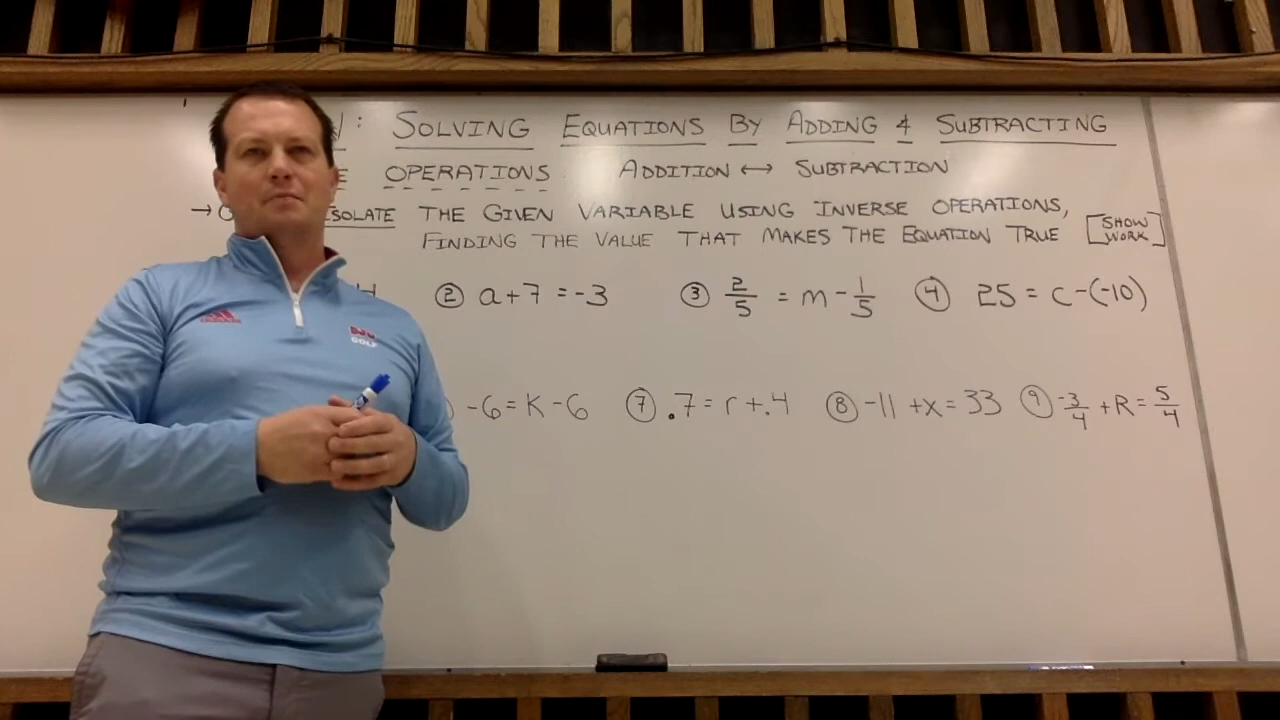 : SOLVING EQUATIONS BY ADDING & SUBTRACTING
OPERATIONS ADDITION ↔ SUBTRACTION
→ ISOLATE THE GIVEN VARIABLE USING INVERSE OPERATIONS,
FINDING THE VALUE THAT MAKES THE EQUATION TRUE [SHOW WORK]
② a+7=-3 ③ 2/5 = m-1/5 ④ 25=c-(-10)
-6=K-6 ⑦ .7=r+.4 ⑧ -11+x=33 ⑨ -3/4+R=5/4
adidas
GOLF